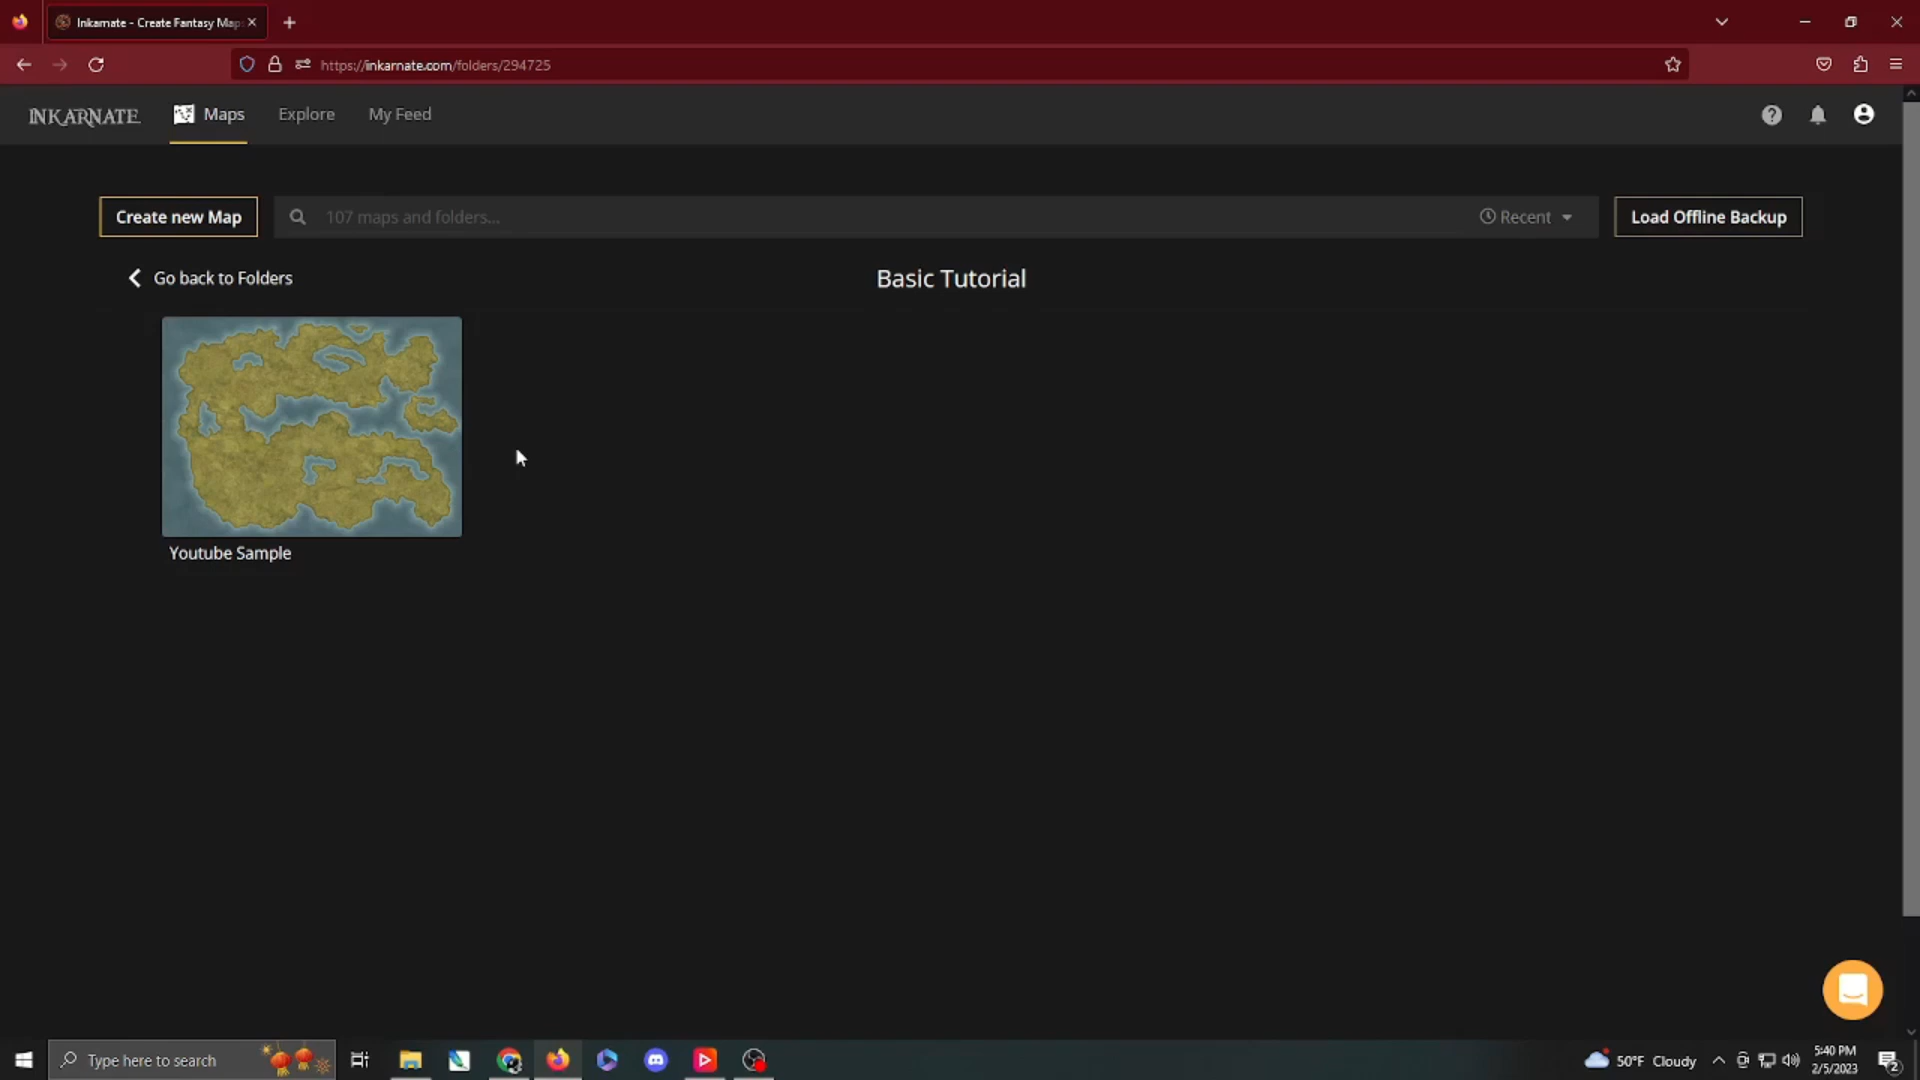 Inkarnate - Create Fantasy Map
https://inkarnate.com/folders/294725
INKARNATE
Maps
Explore
My Feed
Create new Map
107 maps and folders...
Recent
Load Offline Backup
Go back to Folders
Basic Tutorial
Youtube Sample
Type here to search
50°F Cloudy
5:40 PM
2/5/2023
2